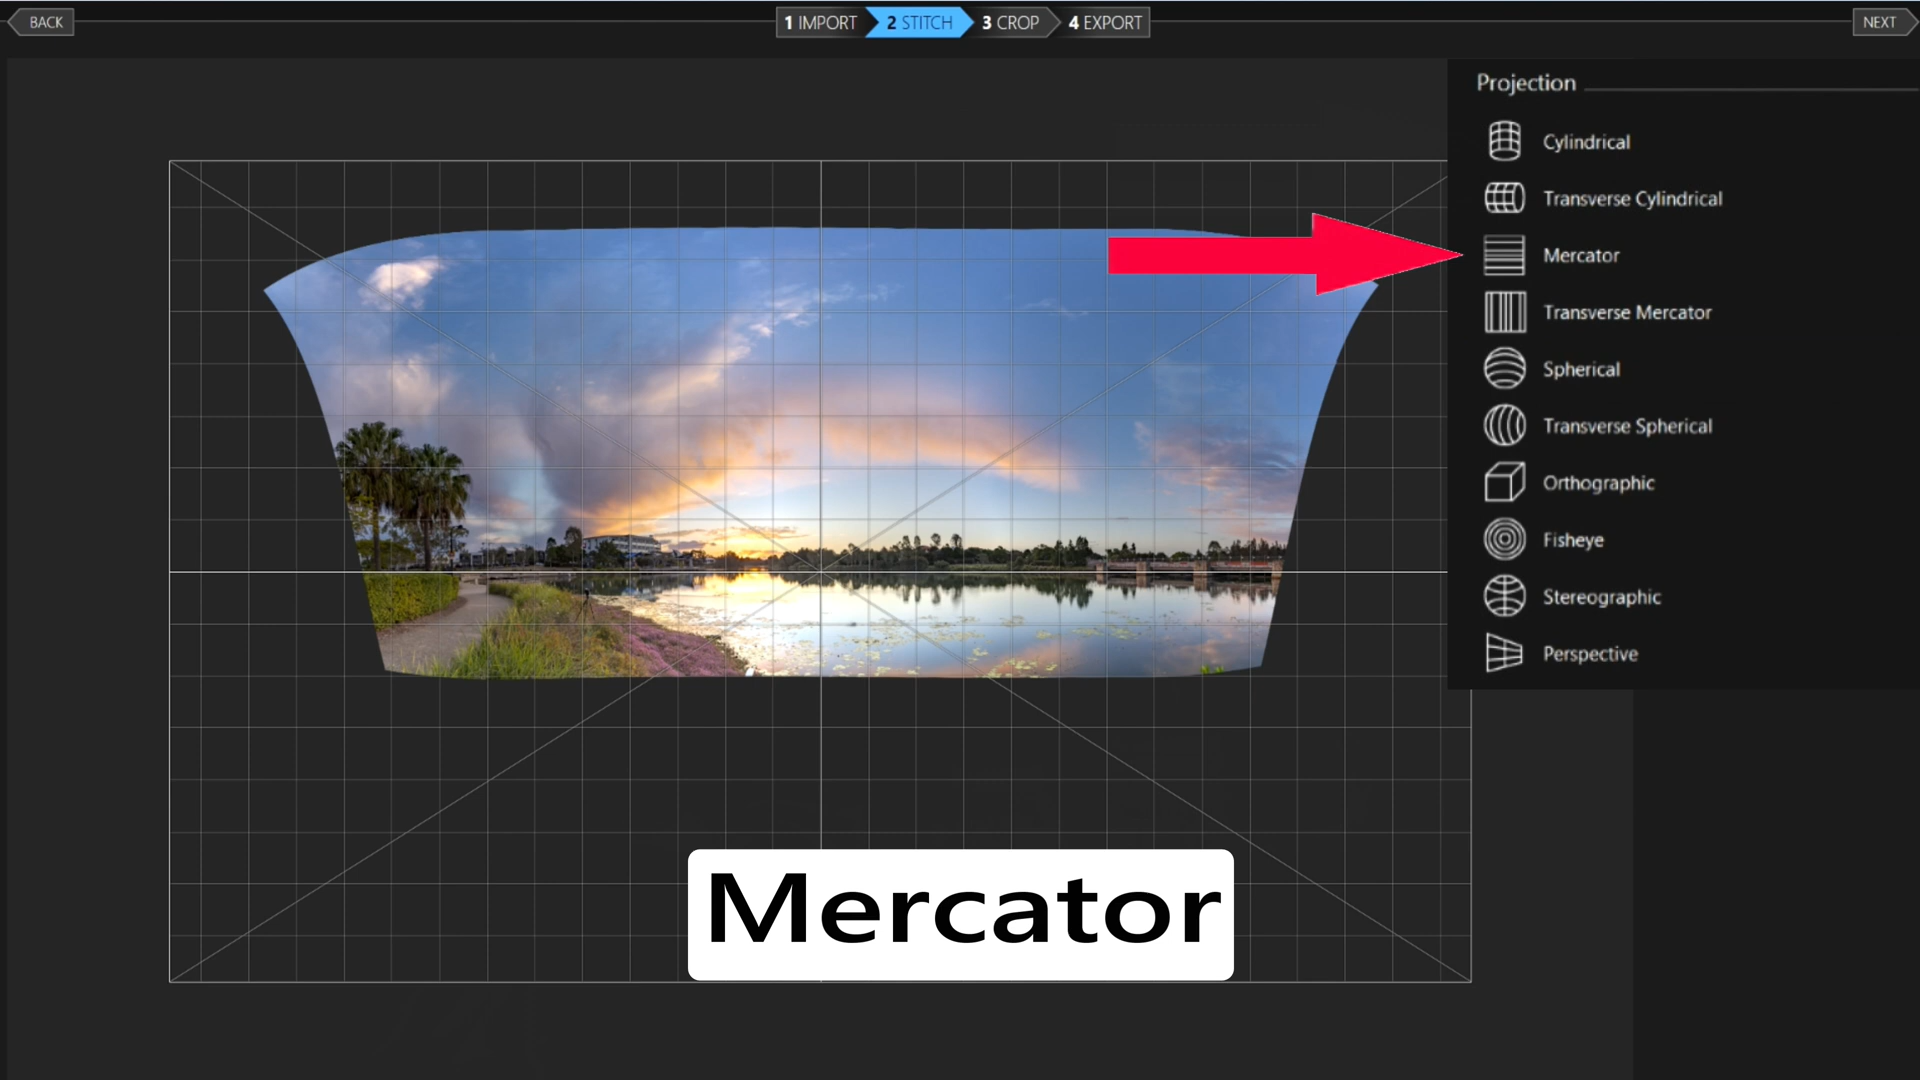 BACK
1 IMPORT
2 STITCH
3 CROP
4 EXPORT
NEXT
Projection
Cylindrical
Transverse Cylindrical
Mercator
Transverse Mercator
Spherical
Transverse Spherical
Orthographic
Fisheye
Stereographic
Perspective
Mercator